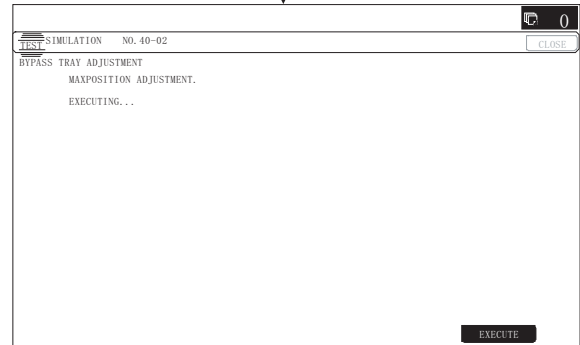 0
TEST SIMULATION NO. 40-02
CLOSE
BYPASS TRAY ADJUSTMENT
MAXPOSITION ADJUSTMENT.
EXECUTING...
EXECUTE